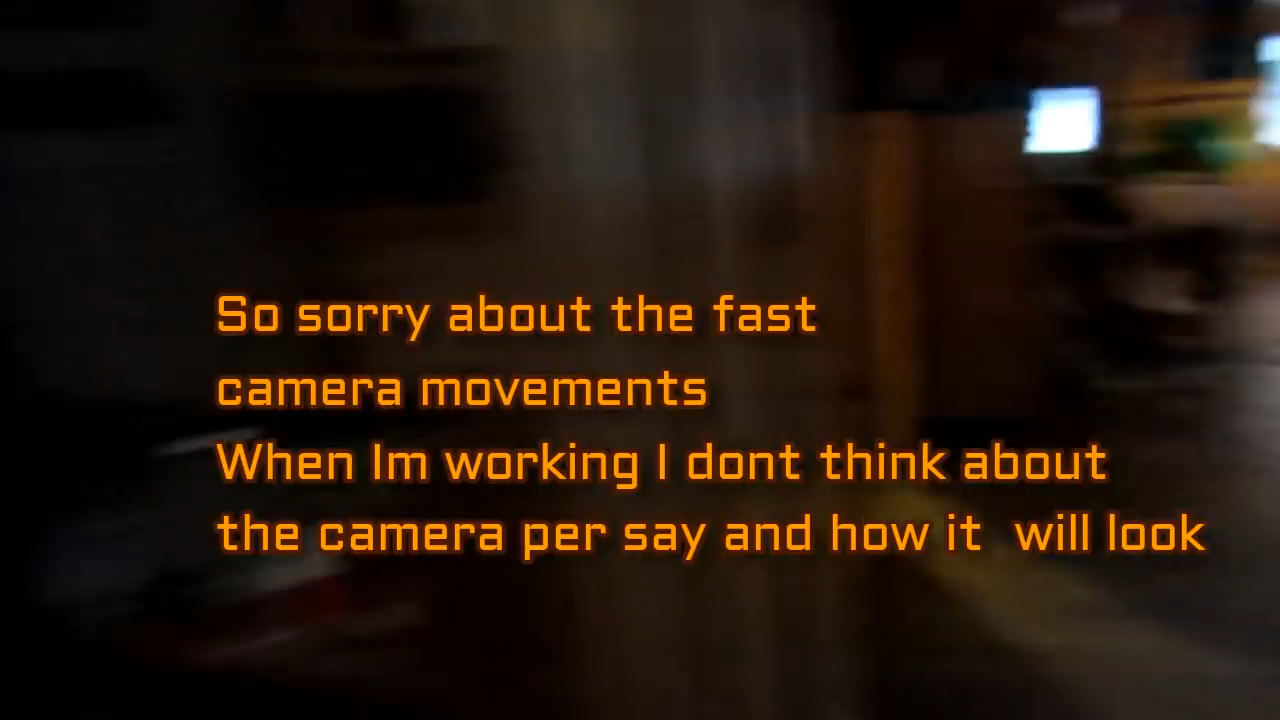 So sorry about the fast
camera movements
When Im working I dont think about
the camera per say and how it  will look